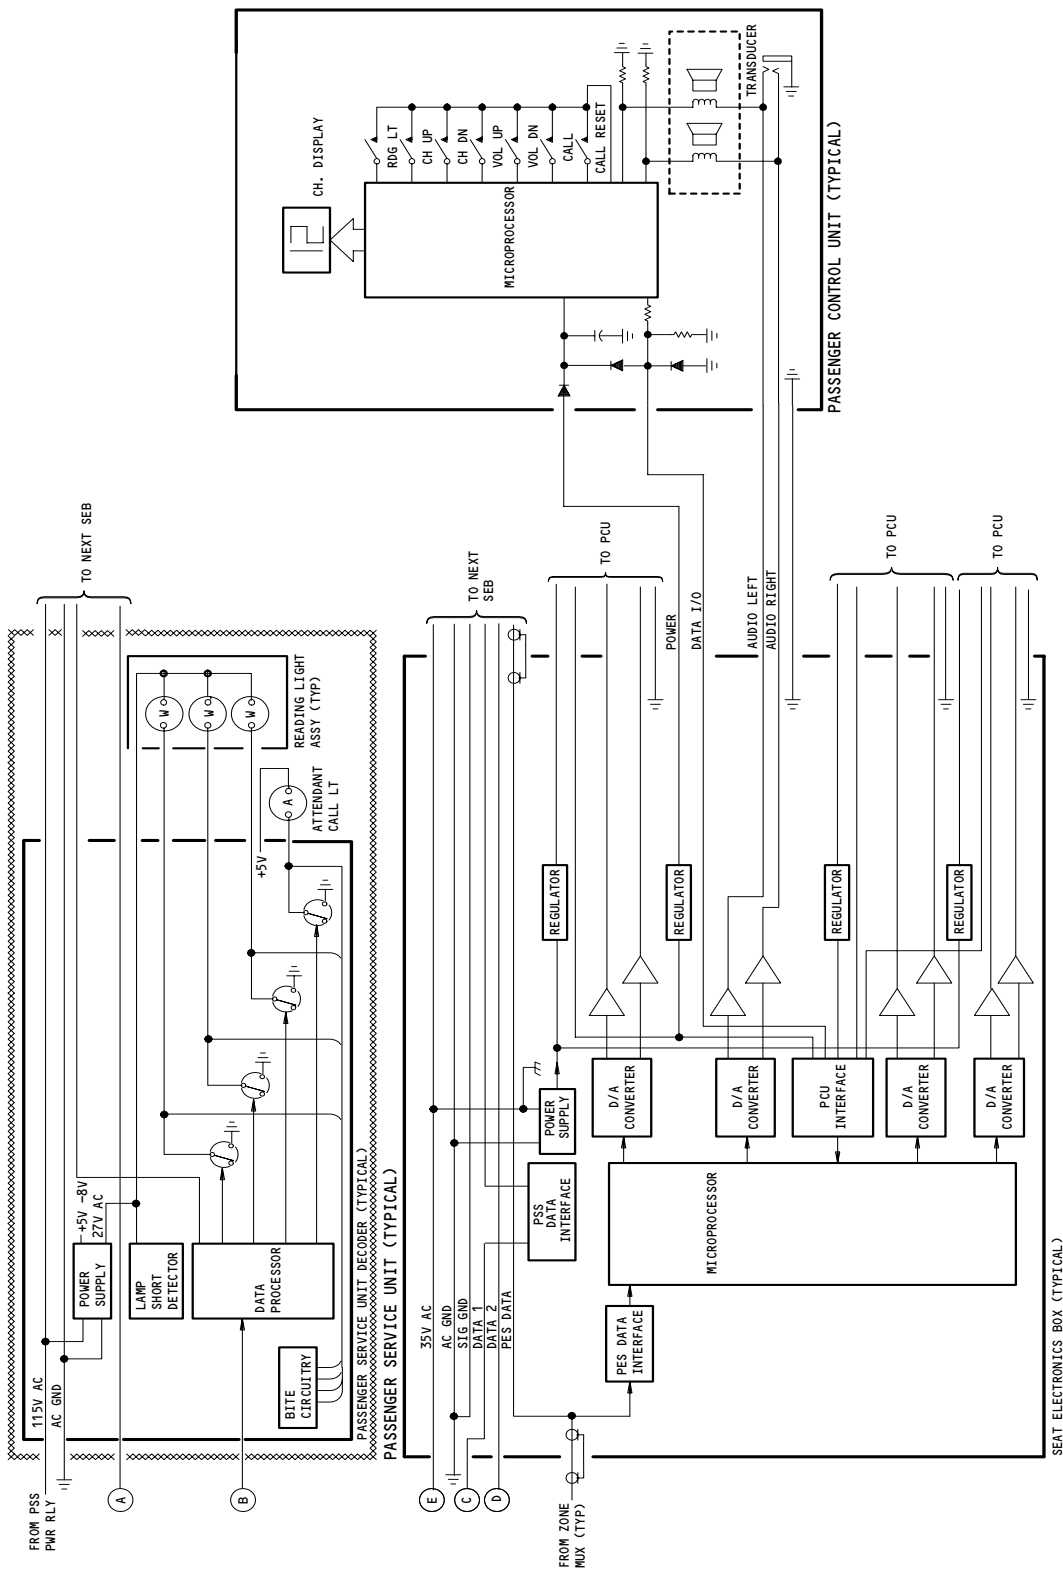 FROM PSS
PWR RLY
115V AC
AC GND
POWER
SUPPLY
+5V -8V
27V AC
LAMP
SHORT
DETECTOR
DATA
PROCESSOR
BITE
CIRCUITRY
A
B
+5V
A
ATTENDANT
CALL LT
W
W
W
READING LIGHT
ASSY (TYP)
TO NEXT SEB
PASSENGER SERVICE UNIT DECODER (TYPICAL)
PASSENGER SERVICE UNIT (TYPICAL)
E
C
D
35V AC
AC GND
SIG GND
DATA 1
DATA 2
PES DATA
FROM ZONE
MUX (TYP)
PES DATA
INTERFACE
PSS
DATA
INTERFACE
POWER
SUPPLY
MICROPROCESSOR
D/A
CONVERTER
D/A
CONVERTER
PCU
INTERFACE
D/A
CONVERTER
D/A
CONVERTER
REGULATOR
REGULATOR
REGULATOR
REGULATOR
TO NEXT
SEB
TO PCU
POWER
DATA I/O
AUDIO LEFT
AUDIO RIGHT
TO PCU
TO PCU
SEAT ELECTRONICS BOX (TYPICAL)
CH. DISPLAY
12
MICROPROCESSOR
RDG LT
CH UP
CH DN
VOL UP
VOL DN
CALL
CALL RESET
TRANSDUCER
PASSENGER CONTROL UNIT (TYPICAL)